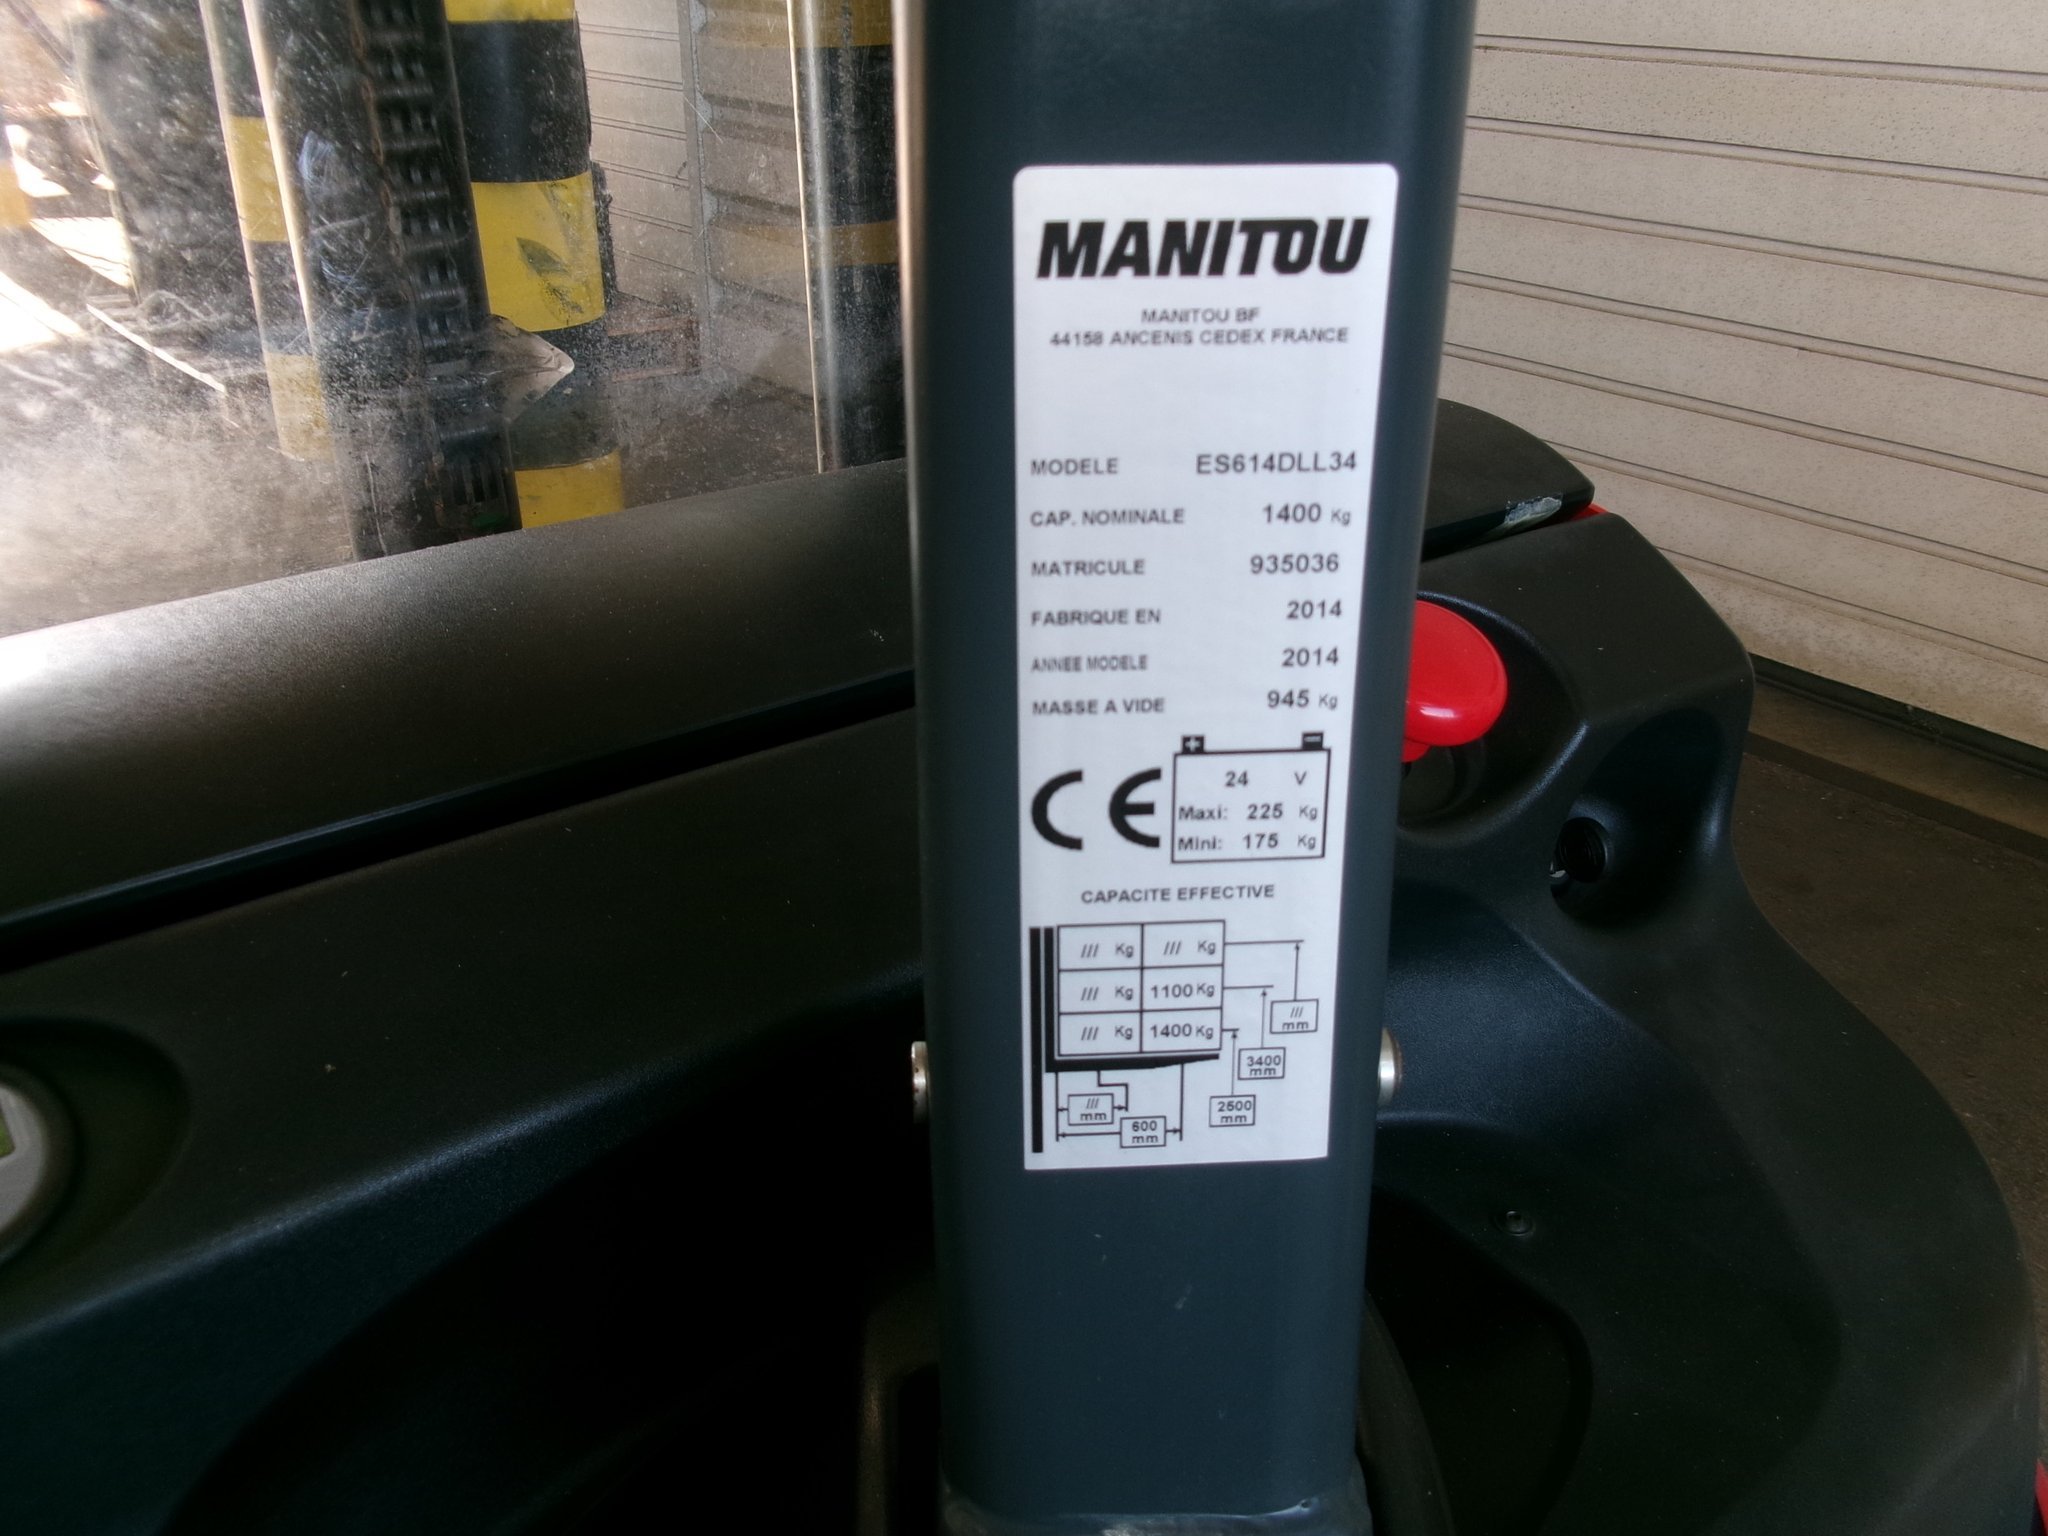 MANITOU
MANITOU BF
44158 ANCENIS CEDEX FRANCE
MODELE ES614DLL34
CAP. NOMINALE 1400 Kg
MATRICULE 935036
FABRIQUE EN 2014
ANNEE MODELE 2014
MASSE A VIDE 945 Kg
+ −
CE
24 V
Maxi: 225 Kg
Mini: 175 Kg
CAPACITE EFFECTIVE
/// Kg /// Kg
/// Kg 1100 Kg
/// Kg 1400 Kg
/// mm
3400 mm
2500 mm
/// mm
600 mm